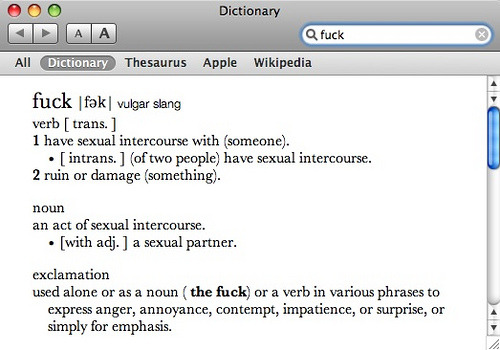 Dictionary
A A
fuck
All Dictionary Thesaurus Apple Wikipedia
fuck |fək| vulgar slang
verb [ trans. ]
1 have sexual intercourse with (someone).
• [ intrans. ] (of two people) have sexual intercourse.
2 ruin or damage (something).
noun
an act of sexual intercourse.
• [with adj. ] a sexual partner.
exclamation
used alone or as a noun ( the fuck) or a verb in various phrases to
express anger, annoyance, contempt, impatience, or surprise, or
simply for emphasis.